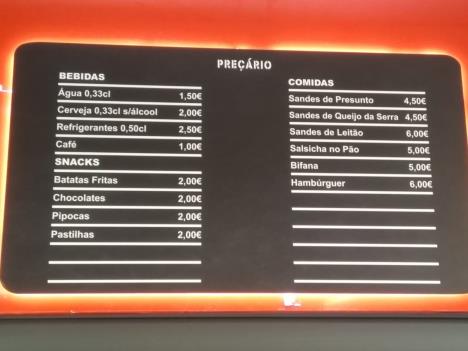 PREÇÁRIO
BEBIDAS
Água 0,33cl 1,50€
Cerveja 0,33cl s/álcool 2,00€
Refrigerantes 0,50cl 2,50€
Café 1,00€
SNACKS
Batatas Fritas 2,00€
Chocolates 2,00€
Pipocas 2,00€
Pastilhas 2,00€
COMIDAS
Sandes de Presunto 4,50€
Sandes de Queijo da Serra 4,50€
Sandes de Leitão 6,00€
Salsicha no Pão 5,00€
Bifana 5,00€
Hambúrguer 6,00€